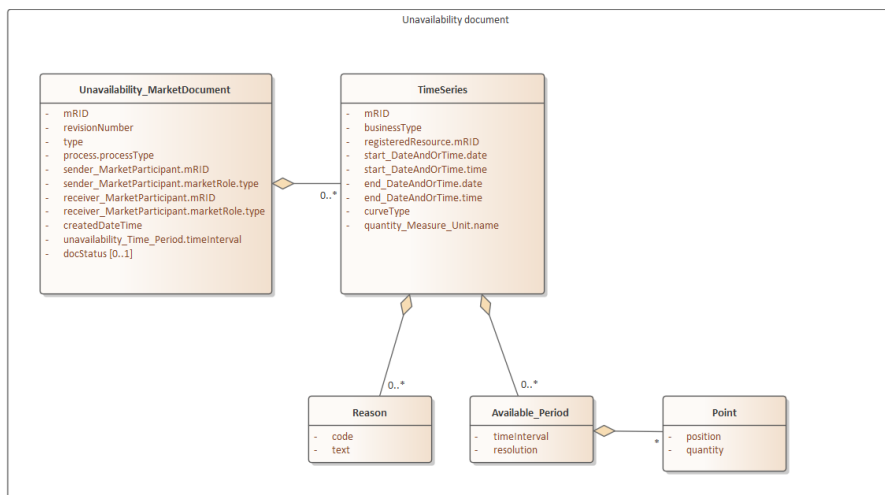 Unavailability document
Unavailability_MarketDocument
- mRID
- revisionNumber
- type
- process.processType
- sender_MarketParticipant.mRID
- sender_MarketParticipant.marketRole.type
- receiver_MarketParticipant.mRID
- receiver_MarketParticipant.marketRole.type
- createdDateTime
- unavailability_Time_Period.timeInterval
- docStatus [0..1]
TimeSeries
- mRID
- businessType
- registeredResource.mRID
- start_DateAndOrTime.date
- start_DateAndOrTime.time
- end_DateAndOrTime.date
- end_DateAndOrTime.time
- curveType
- quantity_Measure_Unit.name
0..*
0..*
0..*
Reason
- code
- text
Available_Period
- timeInterval
- resolution
*
Point
- position
- quantity